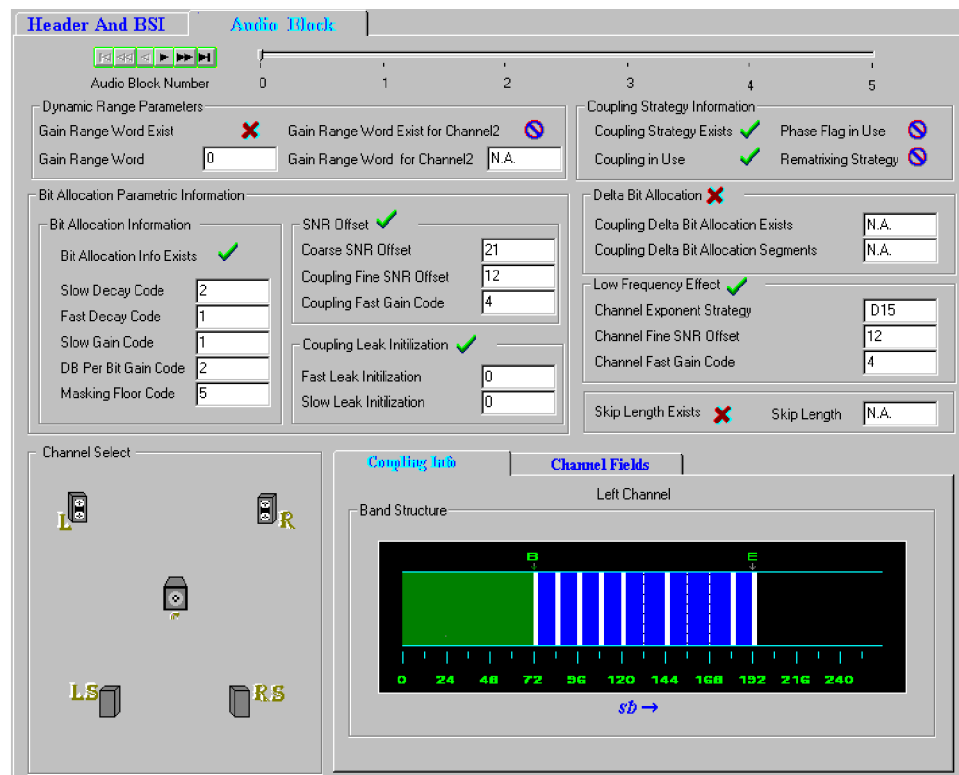 Header And BSI
Audio Block
Audio Block Number
0 1 2 3 4 5
Dynamic Range Parameters
Gain Range Word Exist
Gain Range Word Exist for Channel2
Gain Range Word 0
Gain Range Word for Channel2 N.A.
Coupling Strategy Information
Coupling Strategy Exists
Phase Flag in Use
Coupling in Use
Rematrixing Strategy
Bit Allocation Parametric Information
Bit Allocation Information
Bit Allocation Info Exists
Slow Decay Code 2
Fast Decay Code 1
Slow Gain Code 1
DB Per Bit Gain Code 2
Masking Floor Code 5
SNR Offset
Coarse SNR Offset 21
Coupling Fine SNR Offset 12
Coupling Fast Gain Code 4
Coupling Leak Initilization
Fast Leak Initilization 0
Slow Leak Initilization 0
Delta Bit Allocation
Coupling Delta Bit Allocation Exists N.A.
Coupling Delta Bit Allocation Segments N.A.
Low Frequency Effect
Channel Exponent Strategy D15
Channel Fine SNR Offset 12
Channel Fast Gain Code 4
Skip Length Exists
Skip Length N.A.
Channel Select
L
R
LS
RS
Coupling Info
Channel Fields
Left Channel
Band Structure
B E
0 24 48 72 96 120 144 168 192 216 240
sb →